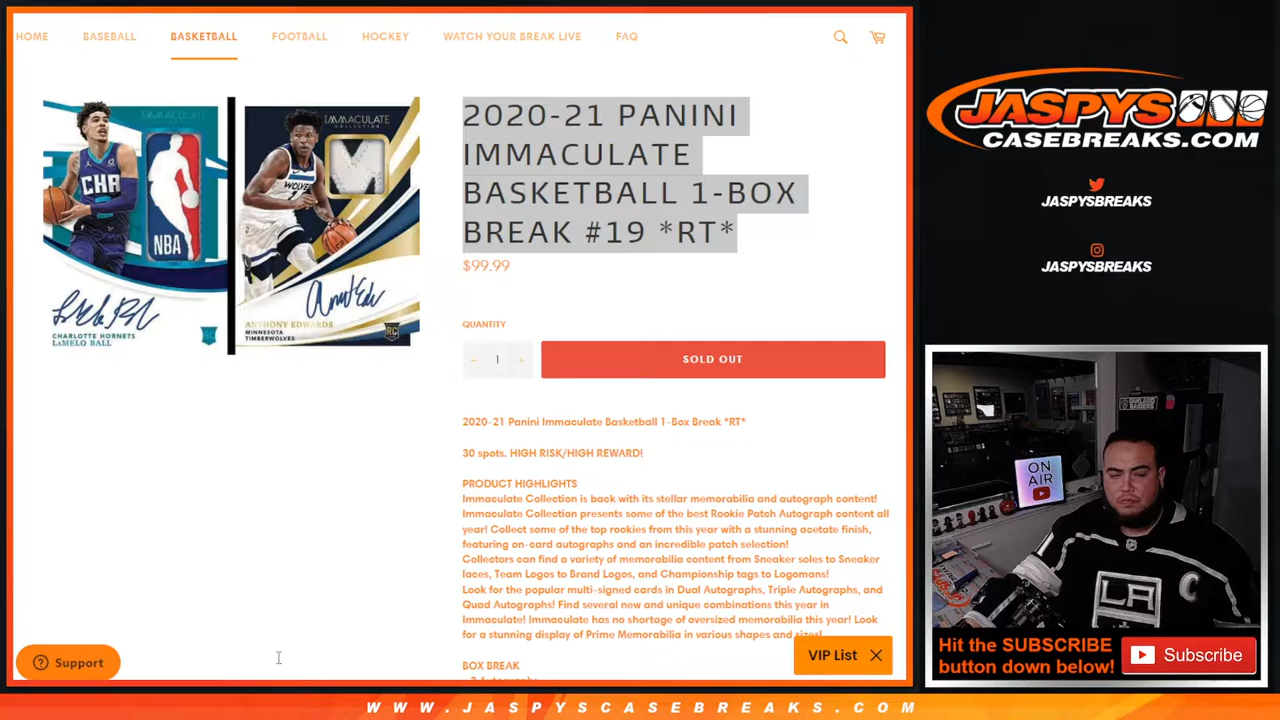 HOME BASEBALL BASKETBALL FOOTBALL HOCKEY WATCH YOUR BREAK LIVE FAQ
IMMACULATE
CHA
NBA
CHARLOTTE HORNETS
LaMELO BALL
IMMACULATE
COLLECTION
WOLVES
ANTHONY EDWARDS
MINNESOTA
TIMBERWOLVES
RC
2020-21 PANINI
IMMACULATE
BASKETBALL 1-BOX
BREAK #19 *RT*
$99.99
QUANTITY
− 1 + SOLD OUT
2020-21 Panini Immaculate Basketball 1-Box Break *RT*
30 spots. HIGH RISK/HIGH REWARD!
PRODUCT HIGHLIGHTS
Immaculate Collection is back with its stellar memorabilia and autograph content!
Immaculate Collection presents some of the best Rookie Patch Autograph content all
year! Collect some of the top rookies from this year with a stunning acetate finish,
featuring on-card autographs and an incredible patch selection!
Collectors can find a variety of memorabilia content from Sneaker soles to Sneaker
laces, Team Logos to Brand Logos, and Championship tags to Logomans!
Look for the popular multi-signed cards in Dual Autographs, Triple Autographs, and
Quad Autographs! Find several new and unique combinations this year in
Immaculate! Immaculate has no shortage of oversized memorabilia this year! Look
for a stunning display of Prime Memorabilia in various shapes and sizes!
BOX BREAK
Support
VIP List
JASPYS
CASEBREAKS.COM
JASPYSBREAKS
JASPYSBREAKS
ON
AIR
OAKLAND
RAIDERS
LA
C
Hit the SUBSCRIBE
button down below!
Subscribe
WWW.JASPYSCASEBREAKS.COM